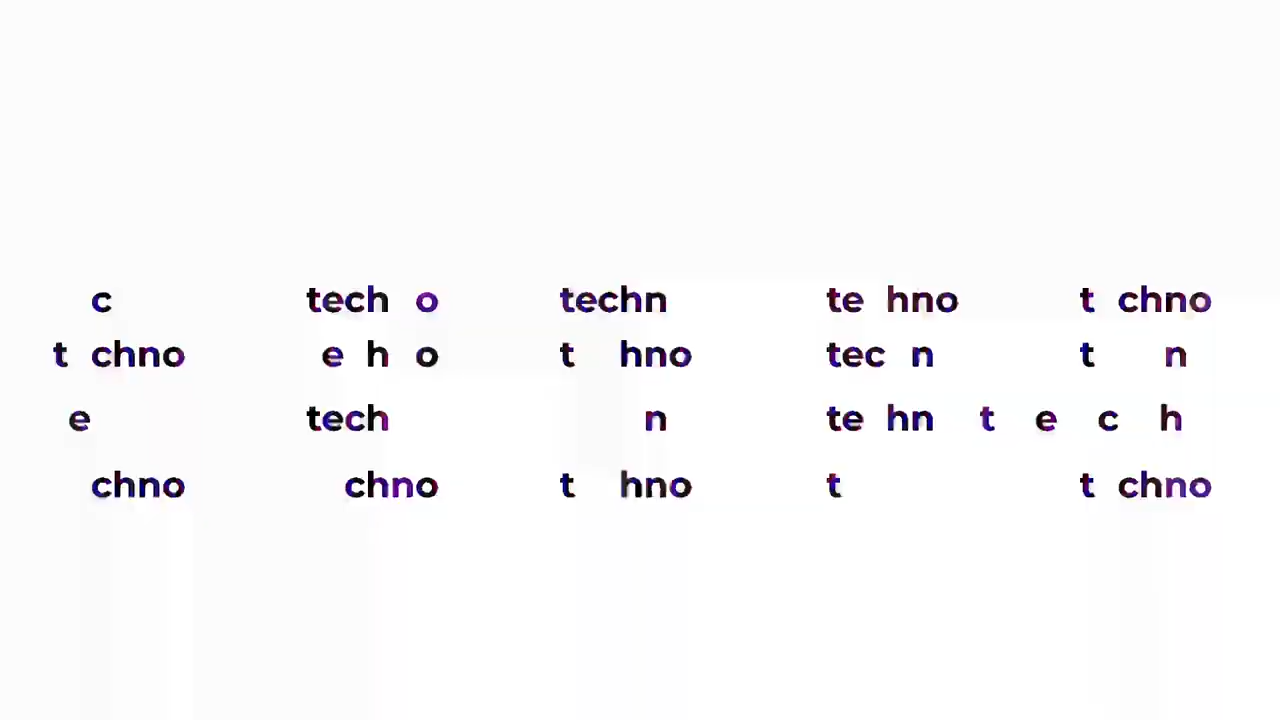 c tech o techn te hno t chno
t chno e h o t hno tec n t n
e tech n te hn t e c h
chno chno t hno t t chno